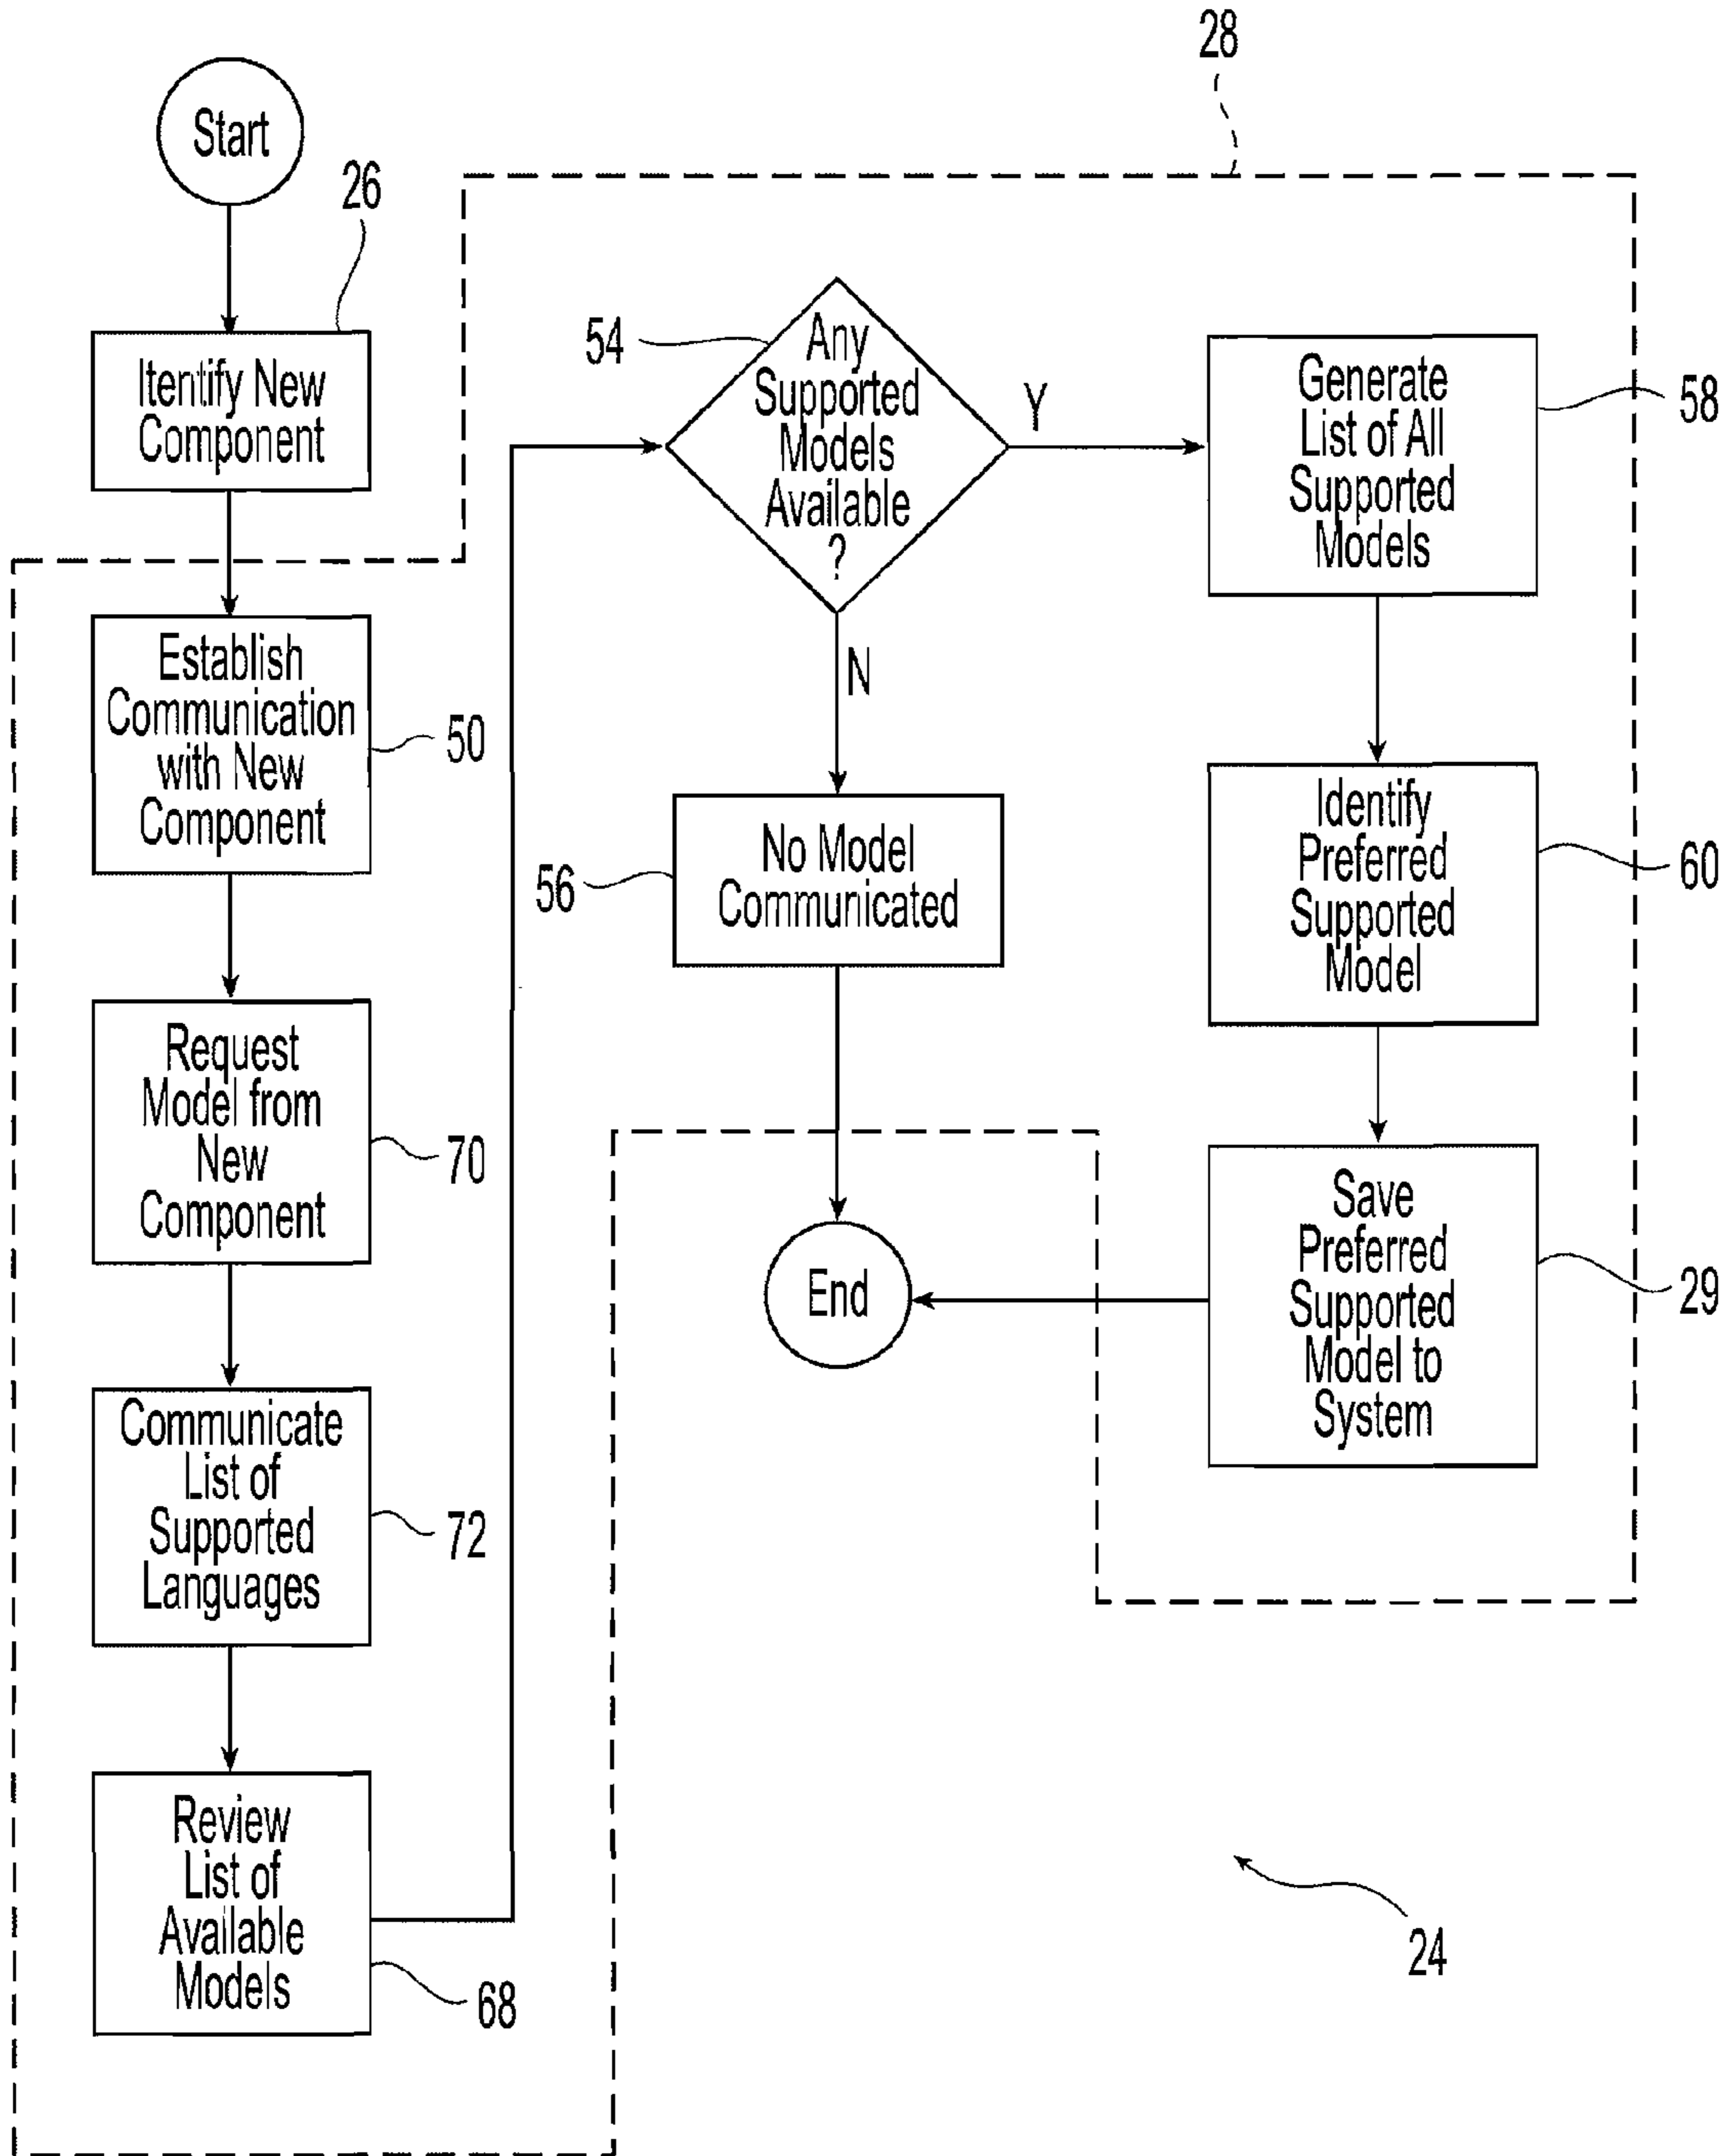 28
Start
26
Itentify New
Component
Establish
Communication
with New
Component
50
Request
Model from
New
Component
70
Communicate
List of
Supported
Languages
72
Review
List of
Available
Models
68
54
Any
Supported
Models
Available
?
Y
N
56
No Model
Communicated
End
Generate
List of All
Supported
Models
58
Identify
Preferred
Supported
Model
60
Save
Preferred
Supported
Model to
System
29
24